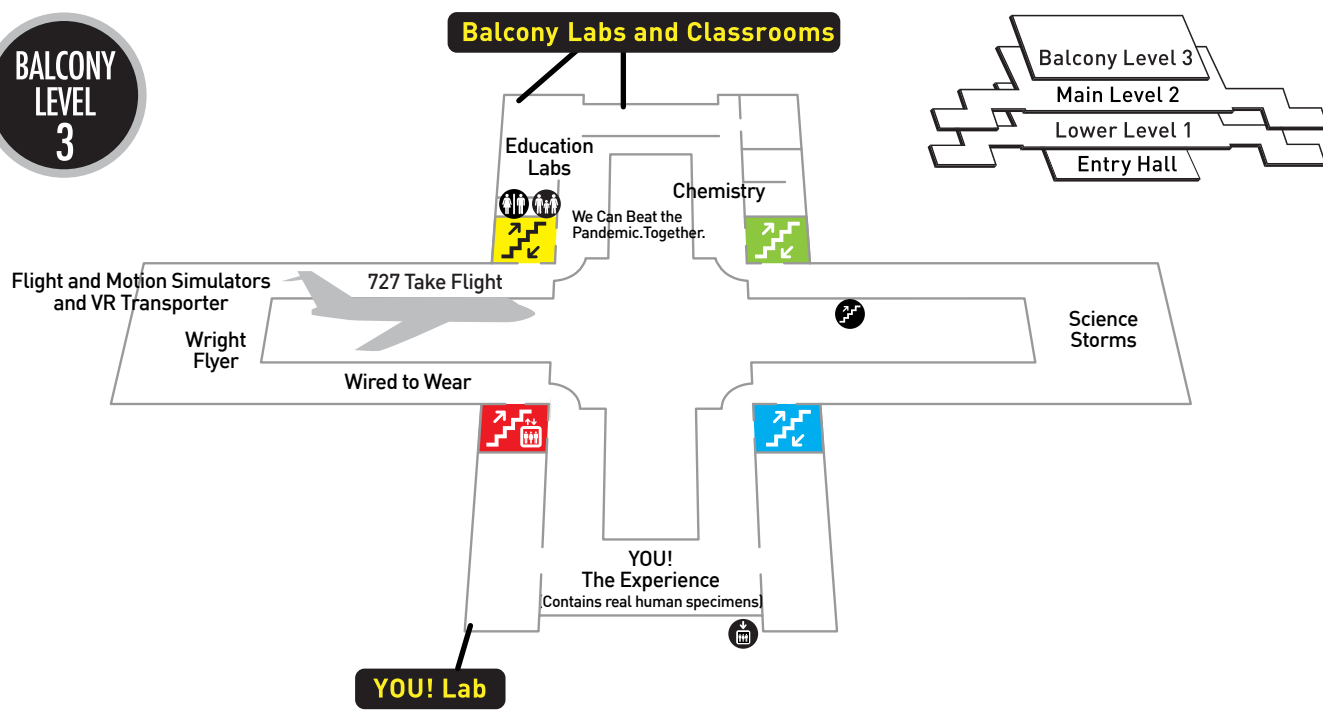 BALCONY
LEVEL
3
Balcony Labs and Classrooms
Balcony Level 3
Main Level 2
Lower Level 1
Entry Hall
Education
Labs
Chemistry
We Can Beat the
Pandemic.Together.
Flight and Motion Simulators
and VR Transporter
727 Take Flight
Wright
Flyer
Science
Storms
Wired to Wear
YOU!
The Experience
(Contains real human specimens)
YOU! Lab